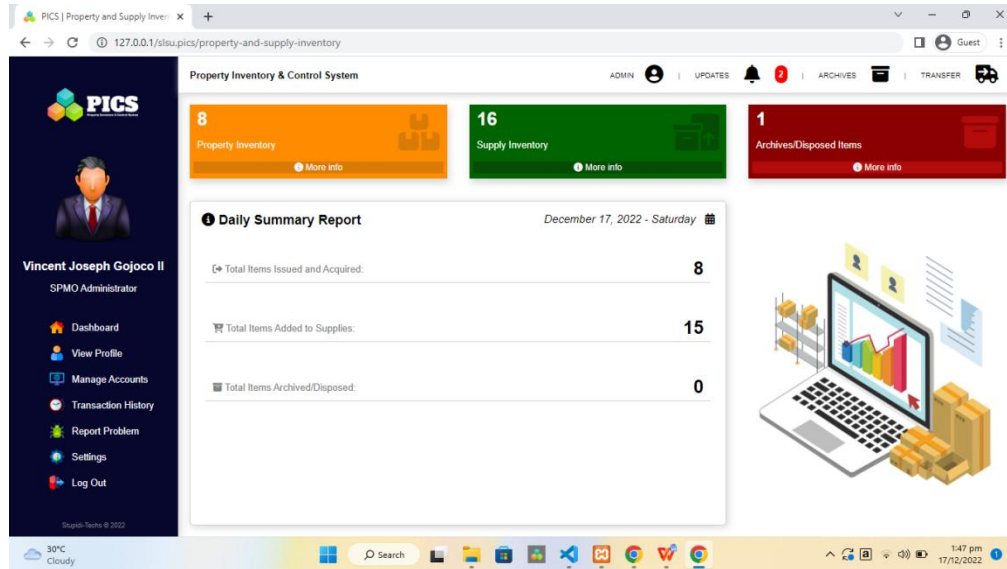 PICS | Property and Supply Inven
127.0.0.1/slsu.pics/property-and-supply-inventory
Guest
PICS
Property Inventory & Control System
ADMIN | UPDATES 2 | ARCHIVES | TRANSFER
8
Property Inventory
More info
16
Supply Inventory
More info
1
Archives/Disposed Items
More info
Vincent Joseph Gojoco II
SPMO Administrator
Dashboard
View Profile
Manage Accounts
Transaction History
Report Problem
Settings
Log Out
Stupidi-Techs © 2022
Daily Summary Report
December 17, 2022 - Saturday
Total Items Issued and Acquired: 8
Total Items Added to Supplies: 15
Total Items Archived/Disposed: 0
30°C
Cloudy
Search
1:47 pm
17/12/2022
1